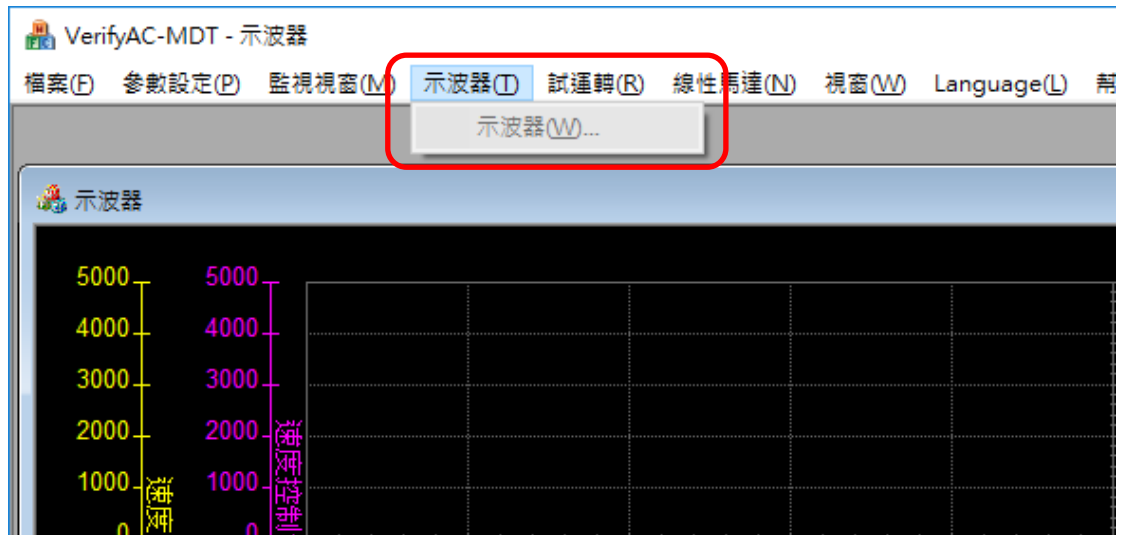 VerifyAC-MDT - 示波器
檔案(F) 參數設定(P) 監視視窗(M) 示波器(T) 試運轉(R) 線性馬達(N) 視窗(W) Language(L)
示波器(W)...
示波器
5000 5000
4000 4000
3000 3000
2000 2000
1000 1000
0 0
速度
速度控制